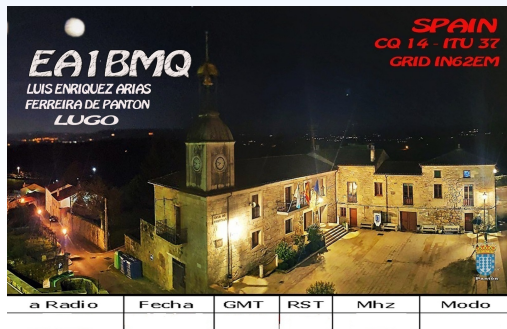 SPAIN
CQ 14 - ITU 37
GRID IN62EM
EA1BMQ
LUIS ENRIQUEZ ARIAS
FERREIRA DE PANTON
LUGO
Panton
a Radio Fecha GMT RST Mhz Modo